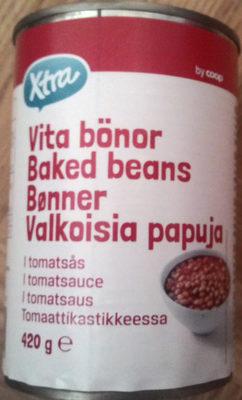 Xtra
by coop
Vita bönor
Baked beans
Bønner
Valkoisia papuja
I tomatsås
I tomatsauce
I tomatsaus
Tomaattikastikkeessa
420 g ℮